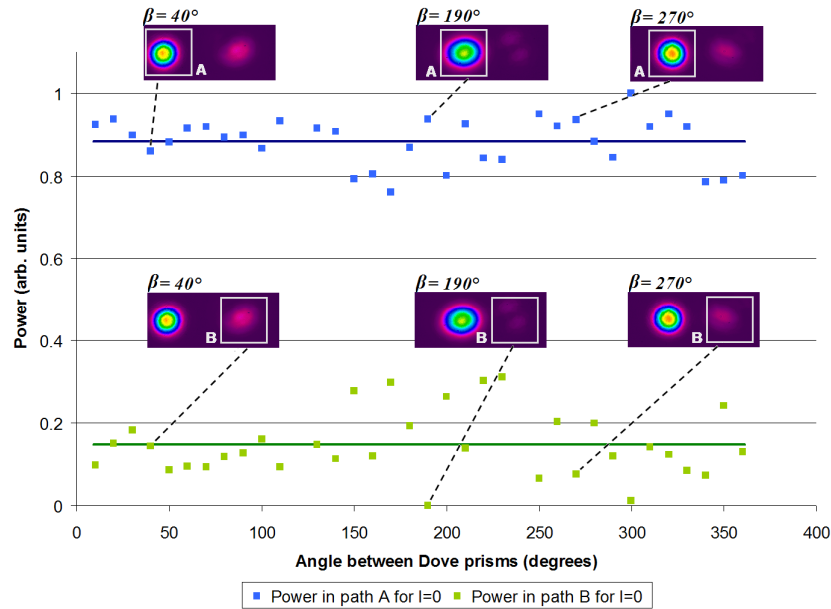 β= 40°
β= 190°
β= 270°
A
A
A
1
0.8
0.6
0.4
0.2
0
Power (arb. units)
β= 40°
β= 190°
β= 270°
B
B
B
0 50 100 150 200 250 300 350 400
Angle between Dove prisms (degrees)
Power in path A for l=0 Power in path B for l=0